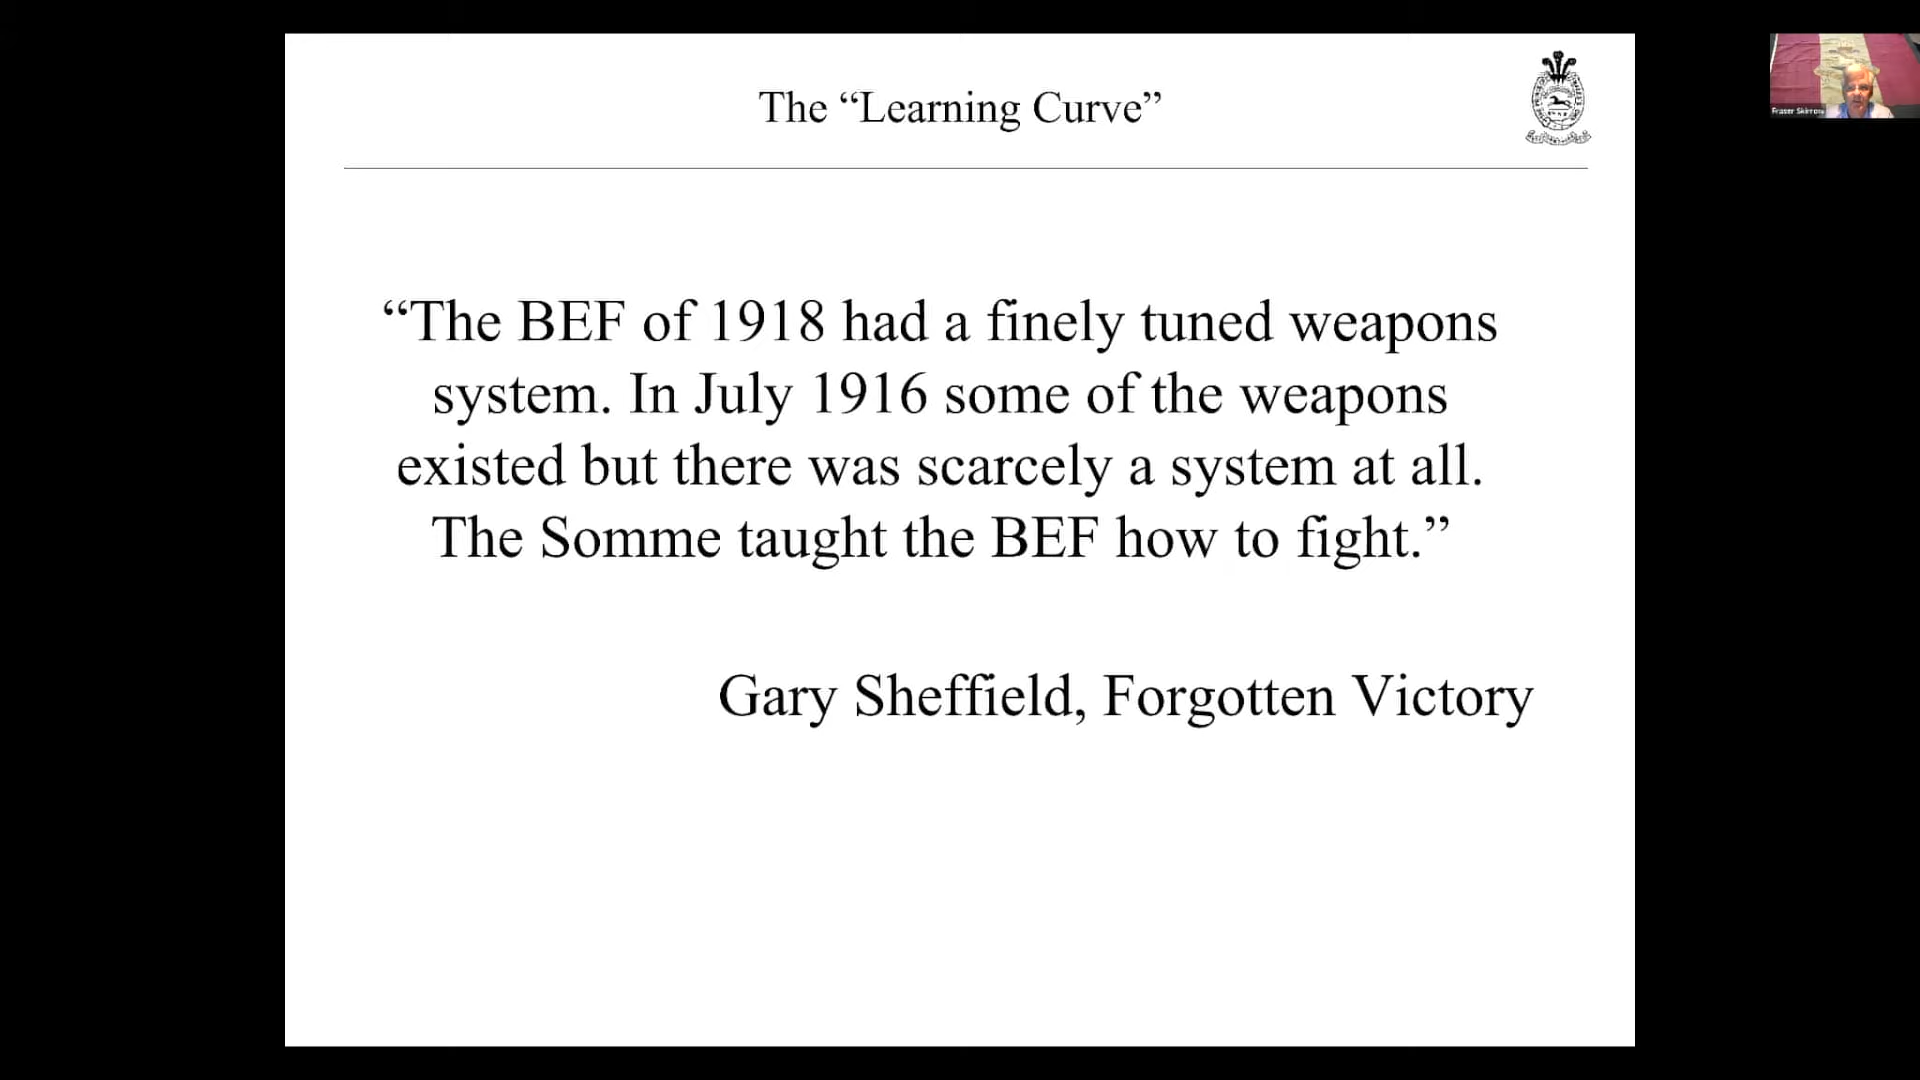 The “Learning Curve”
“The BEF of 1918 had a finely tuned weapons
system. In July 1916 some of the weapons
existed but there was scarcely a system at all.
The Somme taught the BEF how to fight.”
Gary Sheffield, Forgotten Victory
Fraser Skirrow